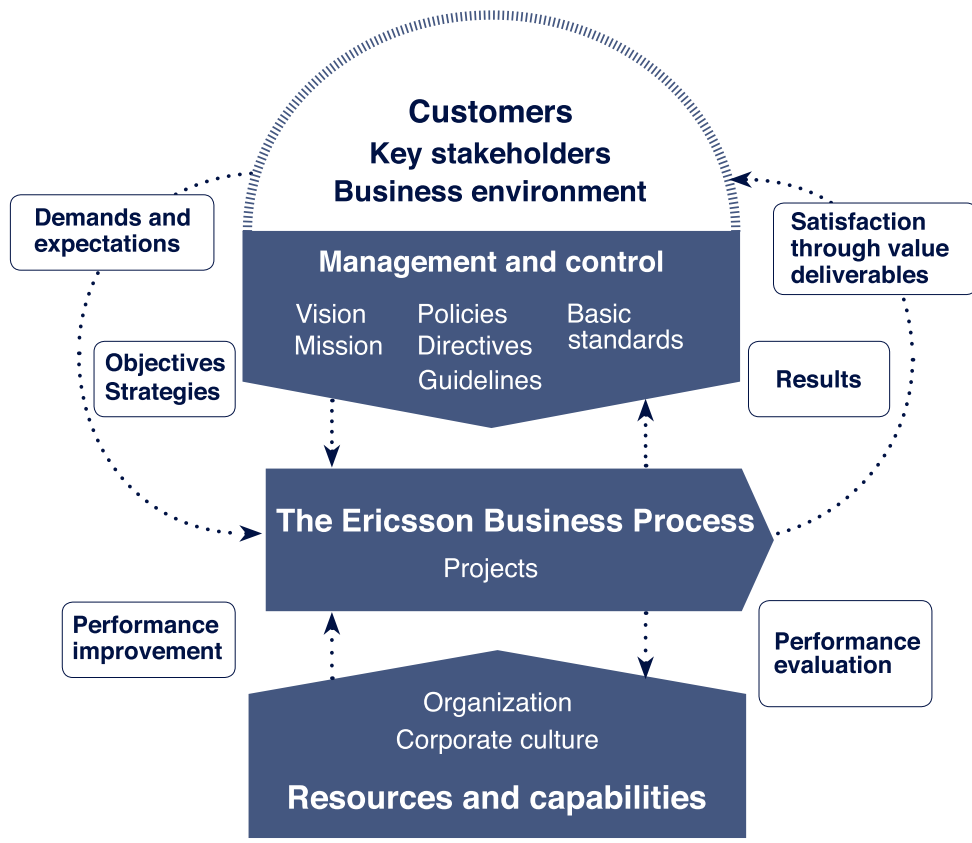 Customers
Key stakeholders
Business environment
Demands and
expectations
Satisfaction
through value
deliverables
Management and control
Vision
Mission
Policies
Directives
Guidelines
Basic
standards
Objectives
Strategies
Results
The Ericsson Business Process
Projects
Performance
improvement
Performance
evaluation
Organization
Corporate culture
Resources and capabilities